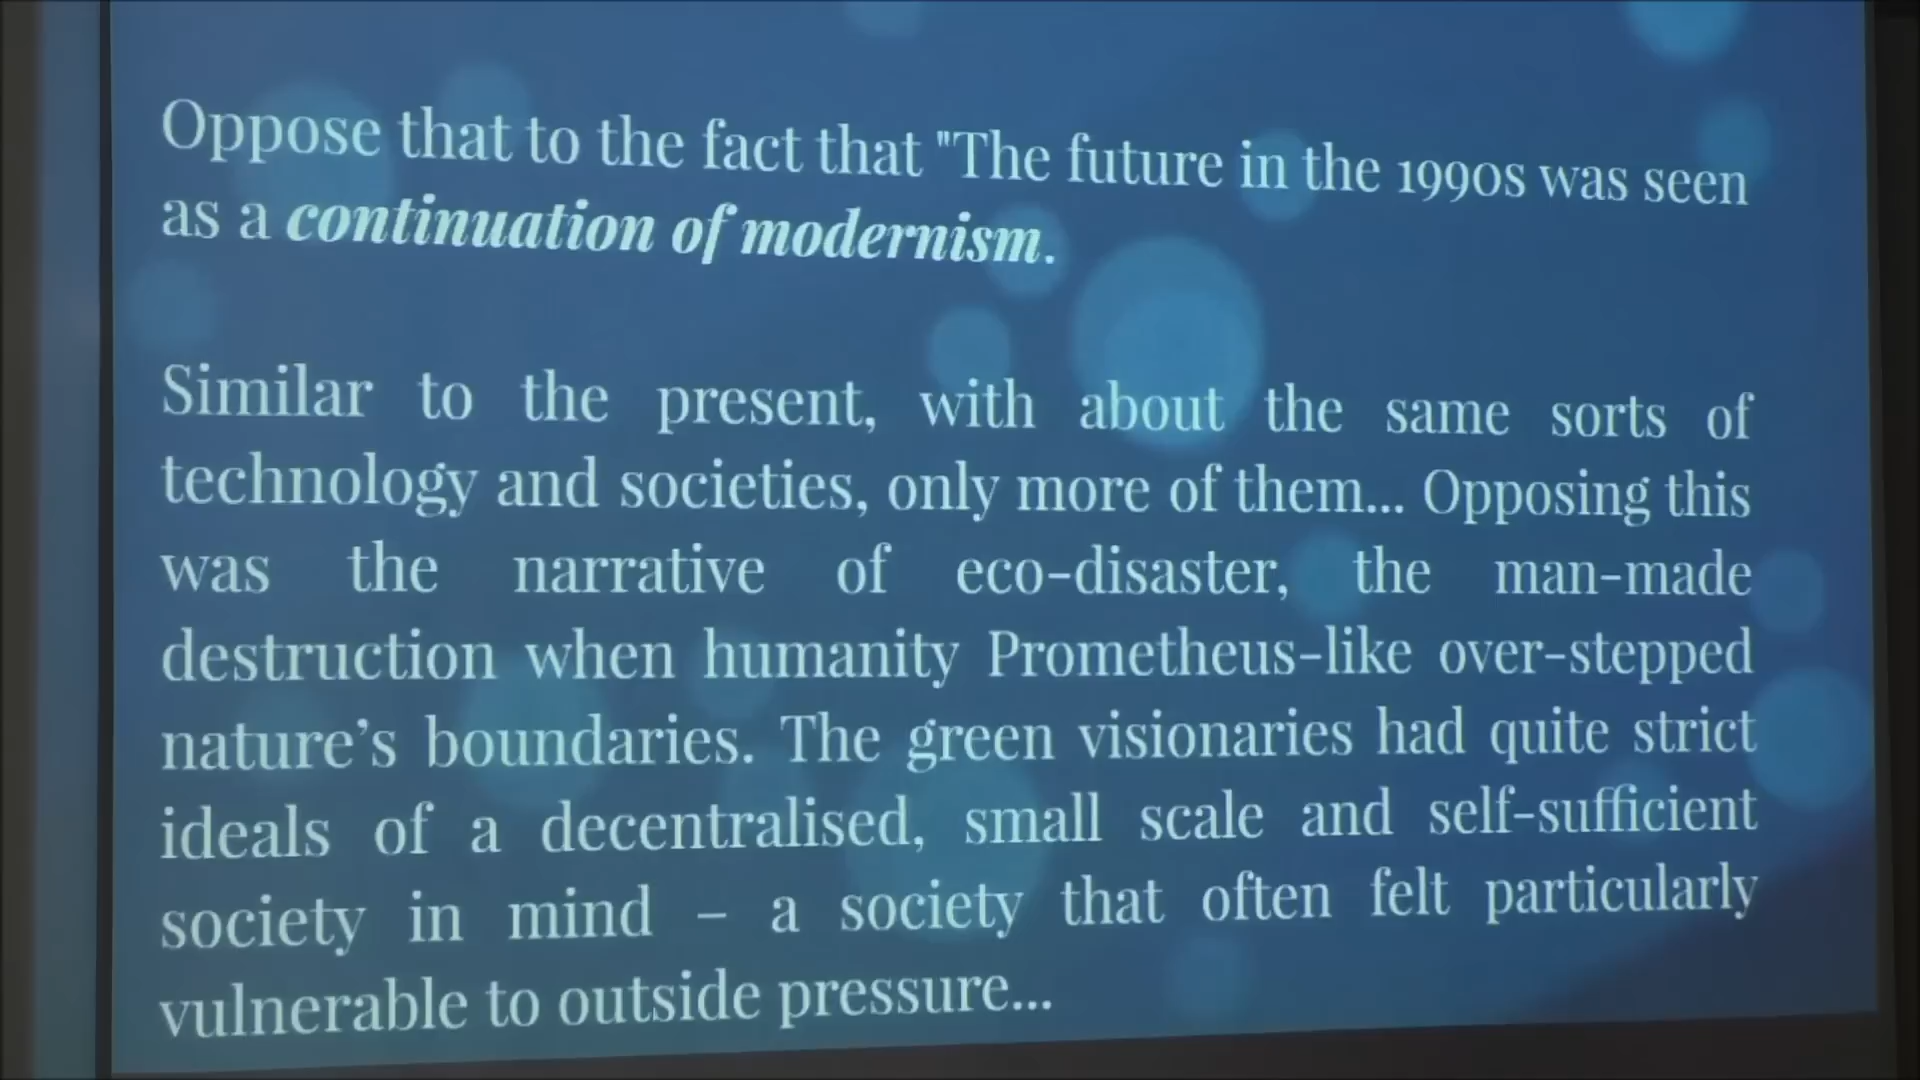 Oppose that to the fact that "The future in the 1990s was seen
as a continuation of modernism.
Similar to the present, with about the same sorts of
technology and societies, only more of them... Opposing this
was the narrative of eco-disaster, the man-made
destruction when humanity Prometheus-like over-stepped
nature’s boundaries. The green visionaries had quite strict
ideals of a decentralised, small scale and self-sufficient
society in mind – a society that often felt particularly
vulnerable to outside pressure...